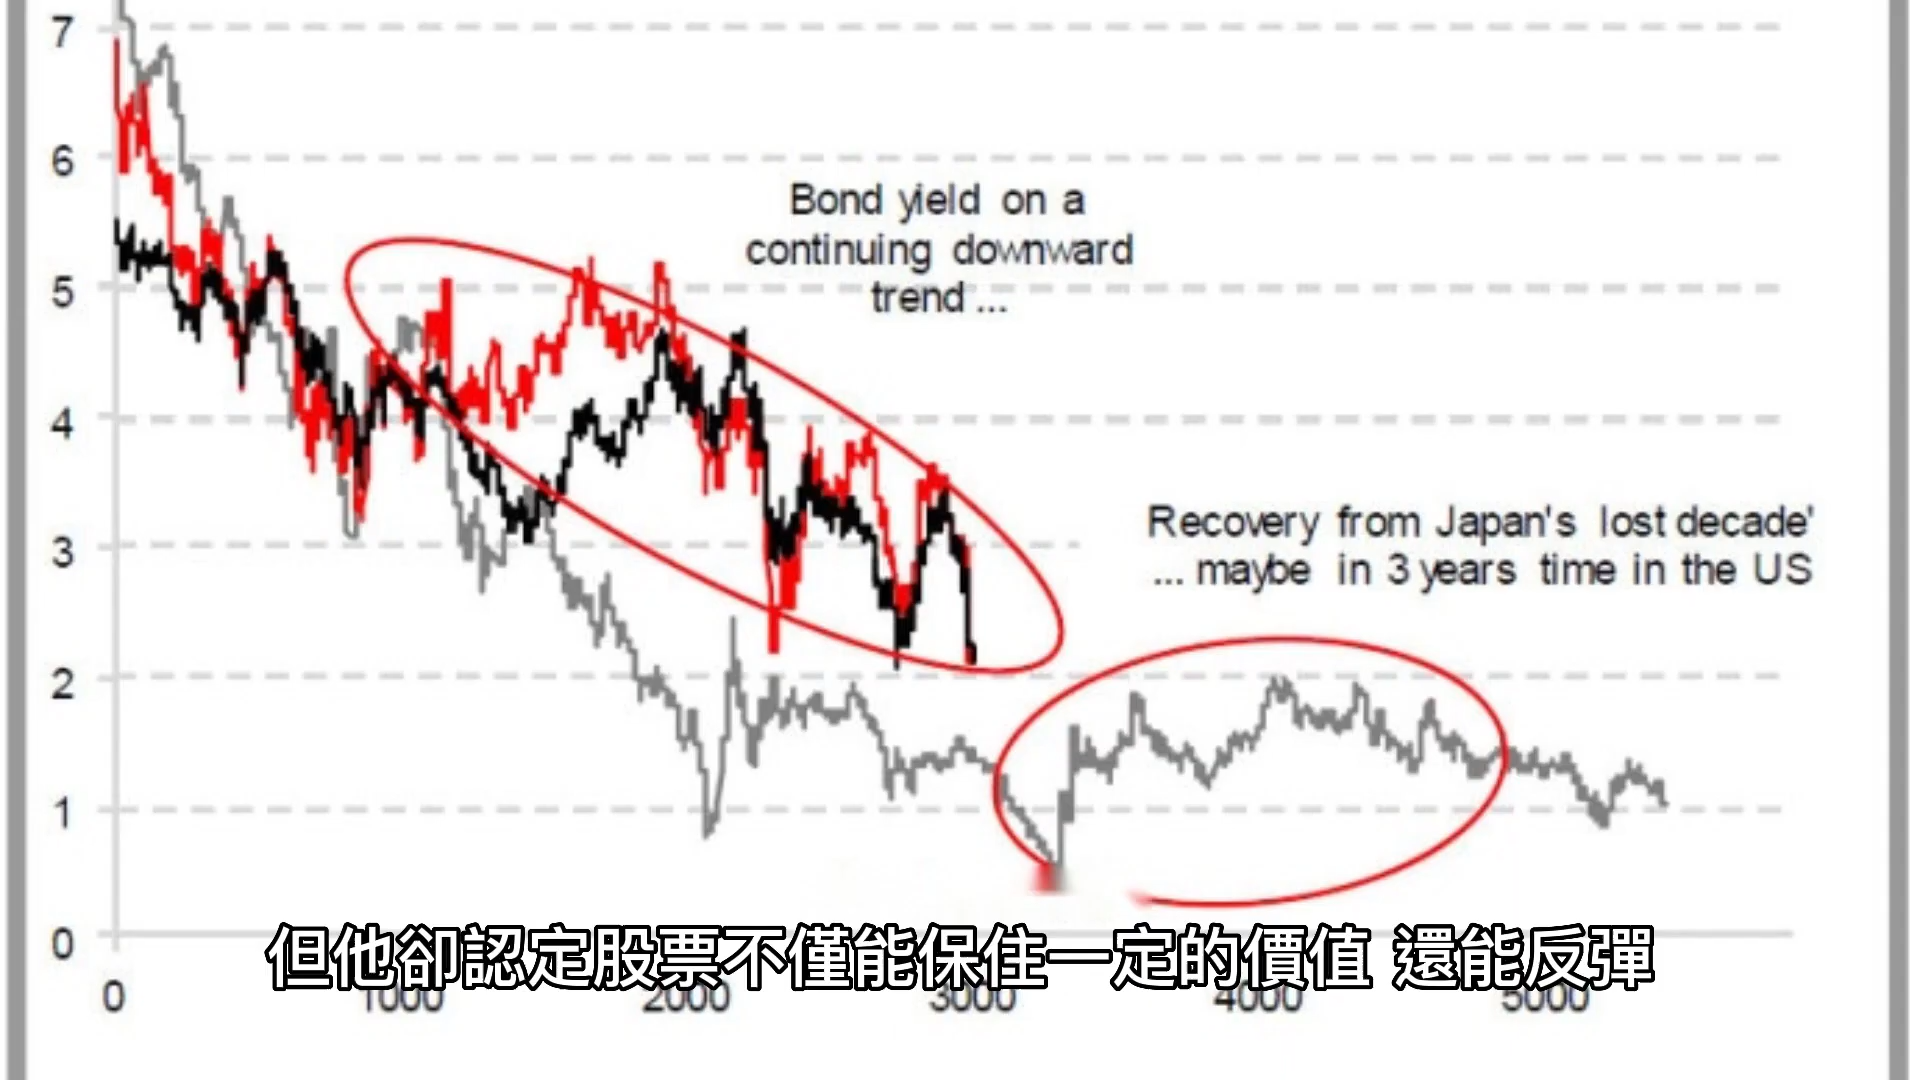 7
6
Bond yield on a
continuing downward
trend ...
5
4
3
Recovery from Japan's lost decade'
... maybe in 3 years time in the US
2
1
0
但他卻認定股票不僅能保住一定的價值 還能反彈
0 1000 2000 3000 4000 5000